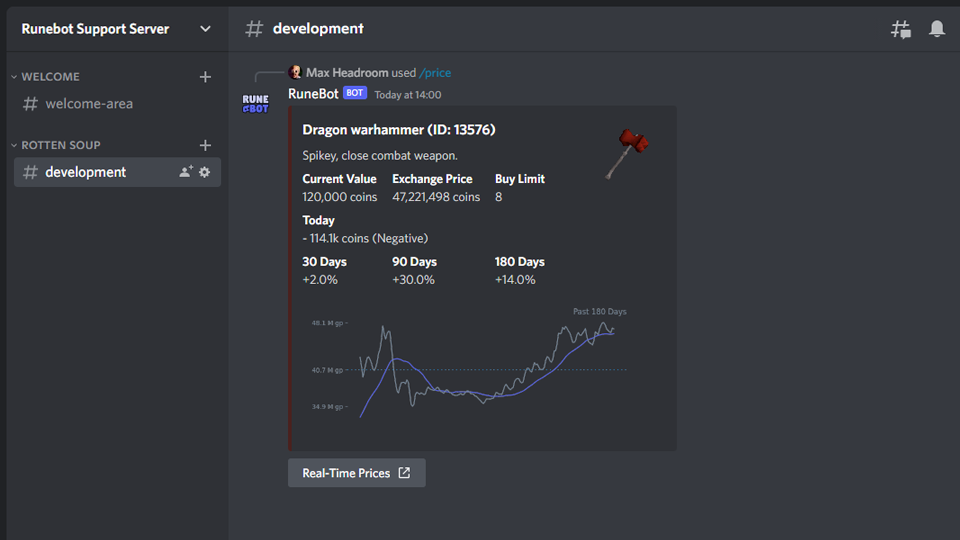 Runebot Support Server
# development
WELCOME
# welcome-area
ROTTEN SOUP
# development
Max Headroom used /price
RUNE BOT
RuneBot BOT Today at 14:00
Dragon warhammer (ID: 13576)
Spikey, close combat weapon.
Current Value Exchange Price Buy Limit
120,000 coins 47,221,498 coins 8
Today
- 114.1k coins (Negative)
30 Days 90 Days 180 Days
+2.0% +30.0% +14.0%
Past 180 Days
48.1 M gp
40.7 M gp
34.9 M gp
Real-Time Prices